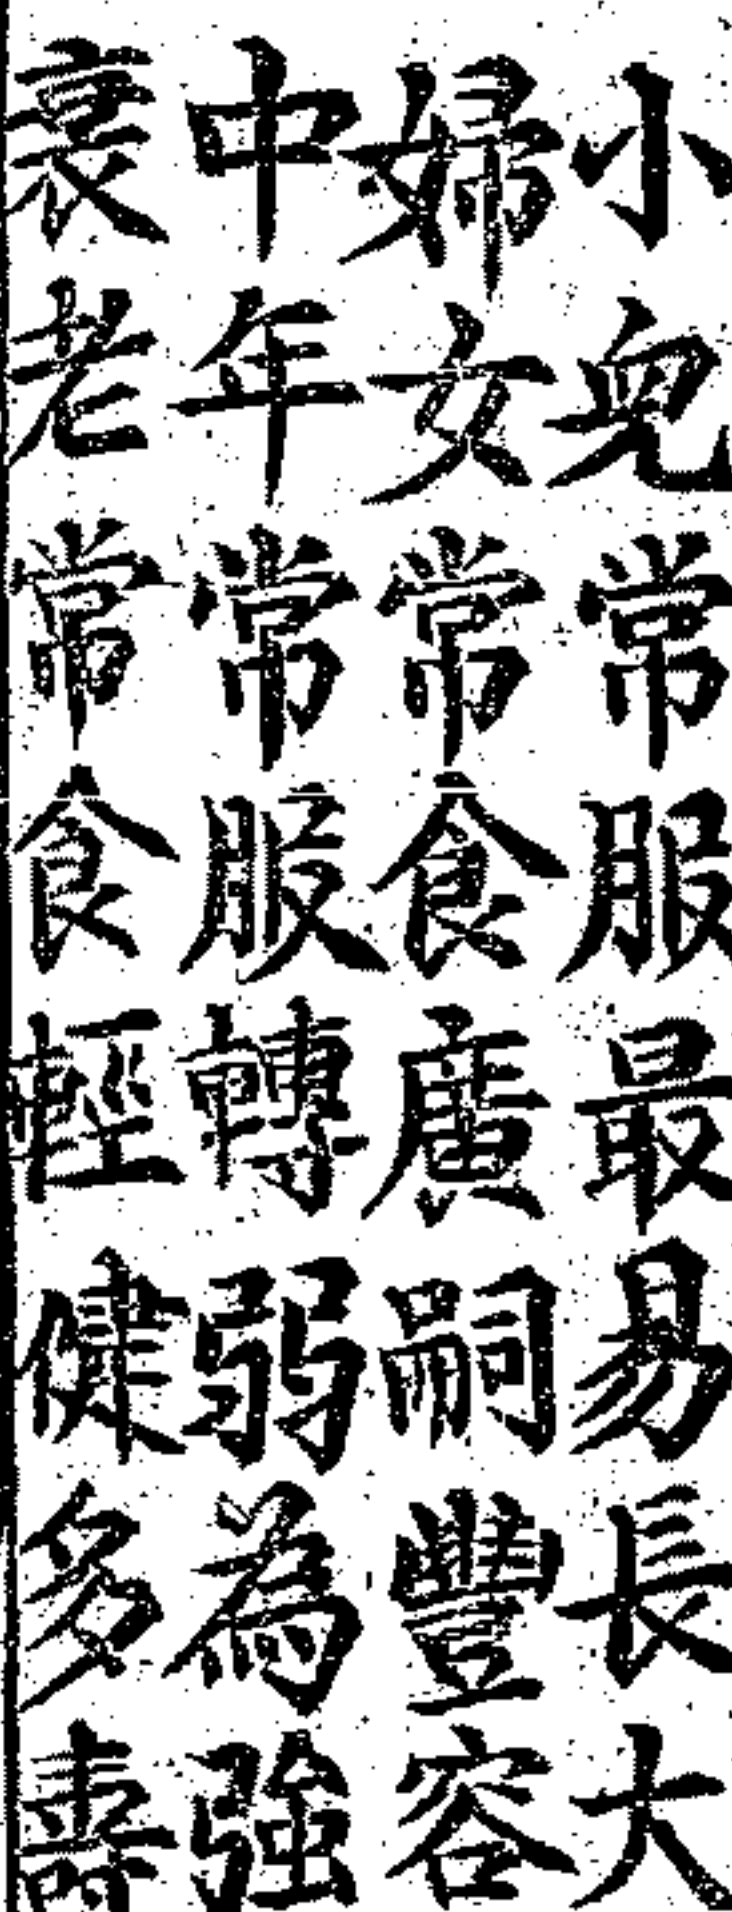 小兒常服最易長大
婦女常食廣嗣豐容
中年常服轉弱為強
衰老常食輕健多壽